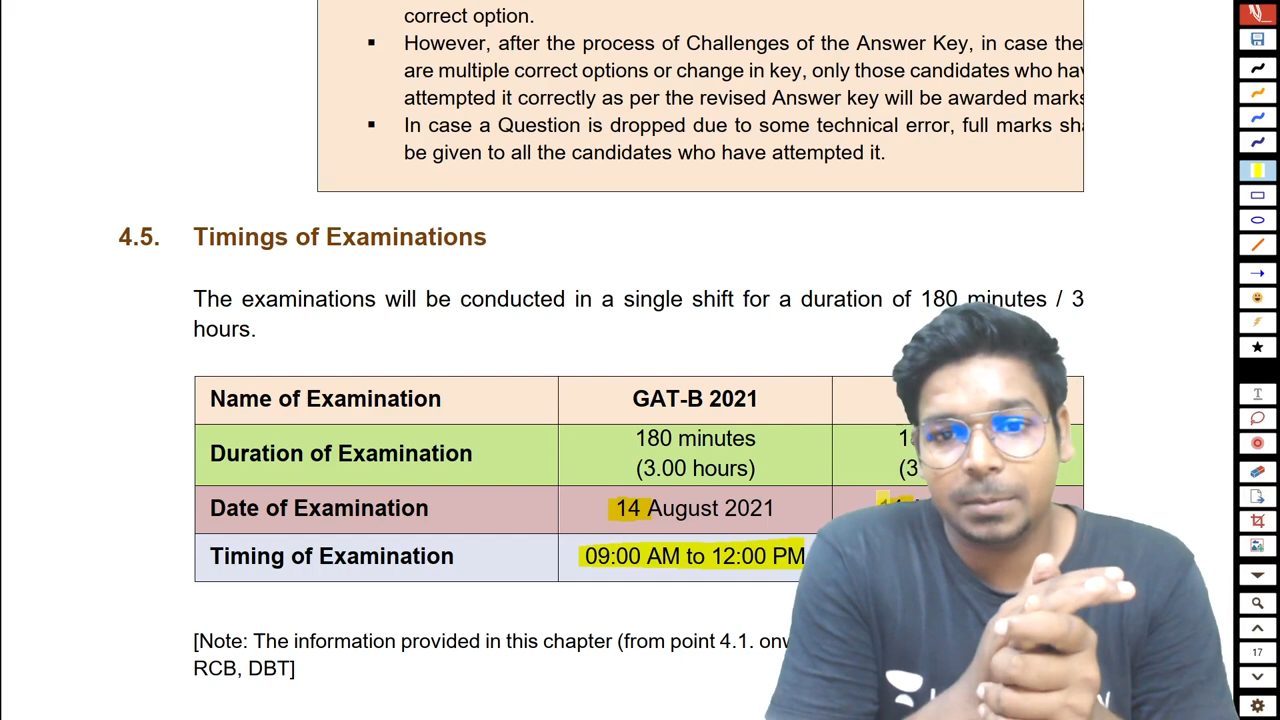 correct option.
▪ However, after the process of Challenges of the Answer Key, in case the
are multiple correct options or change in key, only those candidates who hav
attempted it correctly as per the revised Answer key will be awarded marks
▪ In case a Question is dropped due to some technical error, full marks sha
be given to all the candidates who have attempted it.
4.5. Timings of Examinations
The examinations will be conducted in a single shift for a duration of 180 minutes / 3
hours.
Name of Examination GAT-B 2021
Duration of Examination 180 minutes
(3.00 hours)
(3
Date of Examination 14 August 2021
Timing of Examination 09:00 AM to 12:00 PM
[Note: The information provided in this chapter (from point 4.1. onw
RCB, DBT]
T
17